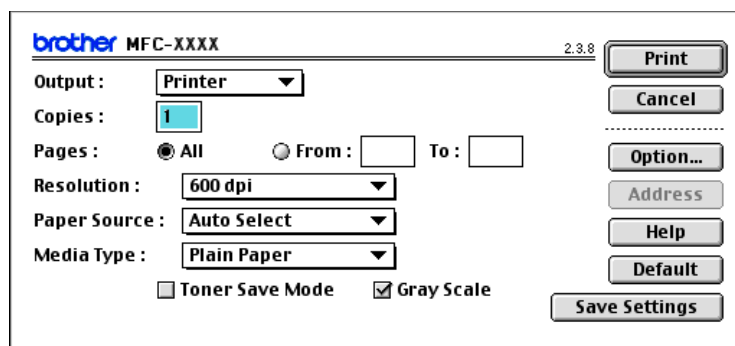 brother MFC-XXXX 2.3.8
Print
Output : Printer
Cancel
Copies : 1
Pages : All From : To :
Option...
Resolution : 600 dpi
Address
Paper Source : Auto Select
Help
Media Type : Plain Paper
Default
Toner Save Mode Gray Scale
Save Settings